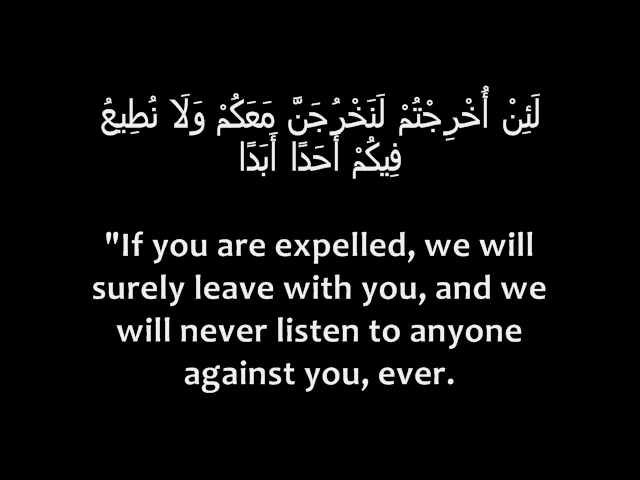 لَئِنْ أُخْرِجْتُمْ لَنَخْرُجَنَّ مَعَكُمْ وَلَا نُطِيعُ
فِيكُمْ أَحَدًا أَبَدًا
"If you are expelled, we will
surely leave with you, and we
will never listen to anyone
against you, ever.